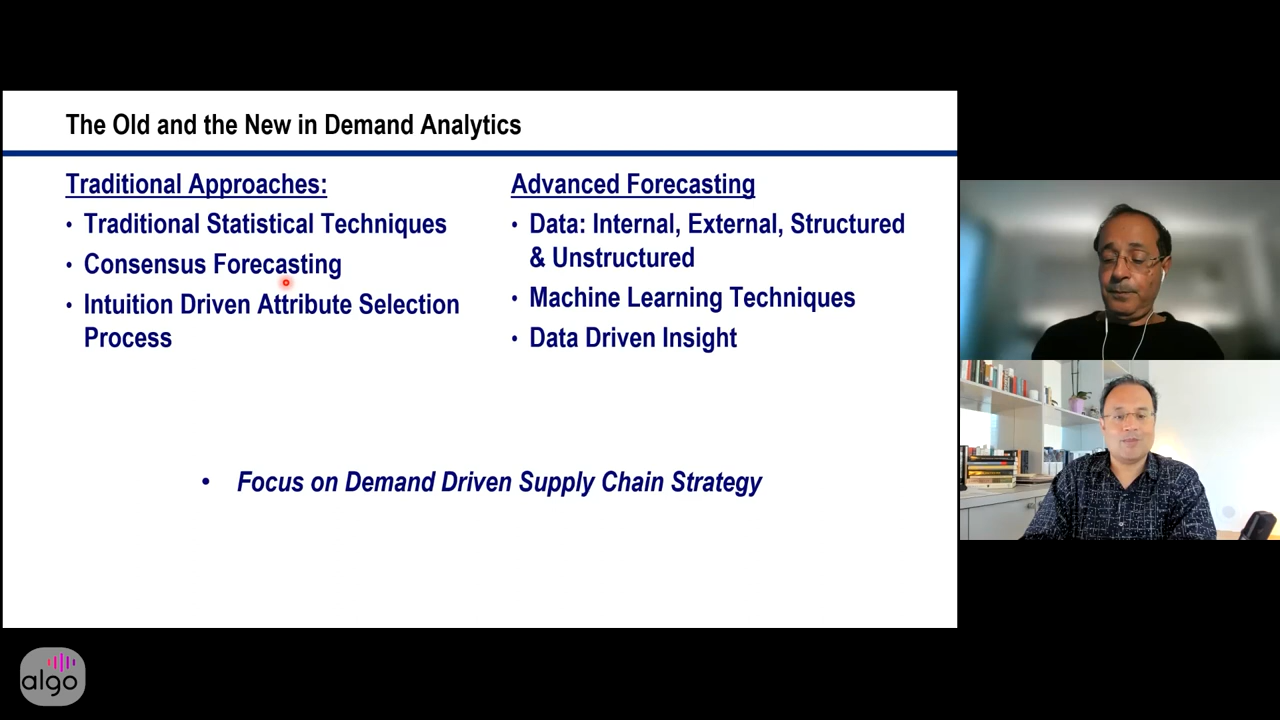 The Old and the New in Demand Analytics
Traditional Approaches:
• Traditional Statistical Techniques
• Consensus Forecasting
• Intuition Driven Attribute Selection
Process
Advanced Forecasting
• Data: Internal, External, Structured
& Unstructured
• Machine Learning Techniques
• Data Driven Insight
• Focus on Demand Driven Supply Chain Strategy
algo